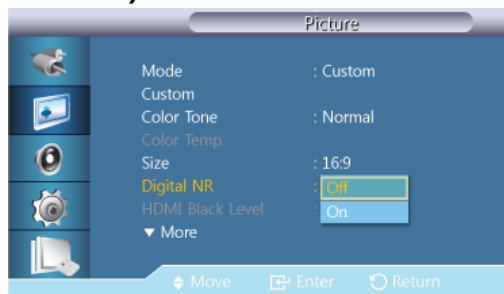 Picture
Mode : Custom
Custom
Color Tone : Normal
Color Temp.
Size : 16:9
Digital NR : Off
HDMI Black Level : On
▼ More
Move Enter Return